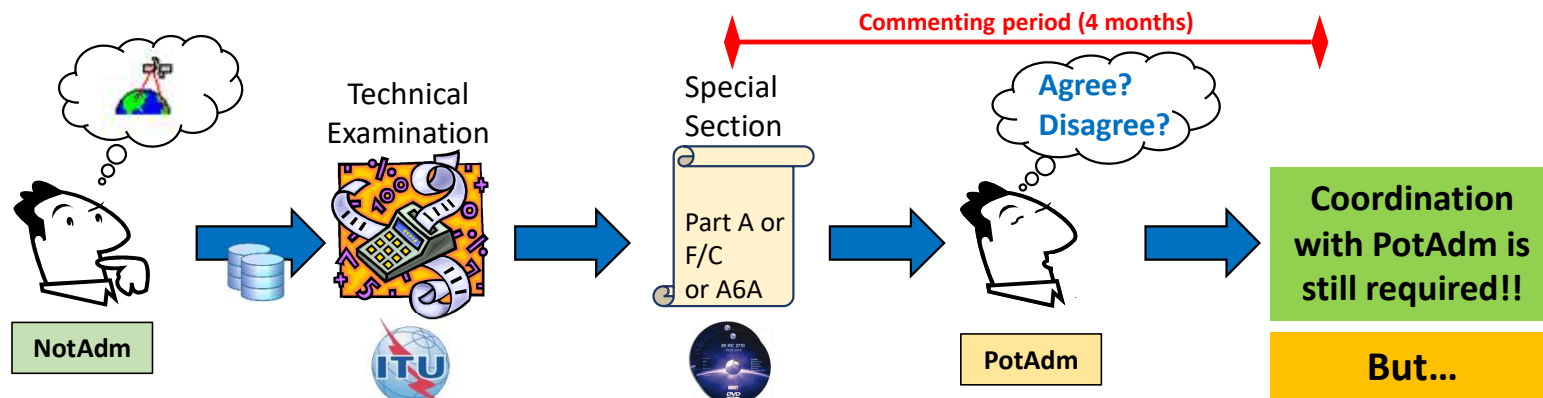 Commenting period (4 months)
Technical
Examination
Special
Section
Agree?
Disagree?
Part A or
F/C
or A6A
Coordination
with PotAdm is
still required!!
NotAdm
ITU
PotAdm
But…
DVD